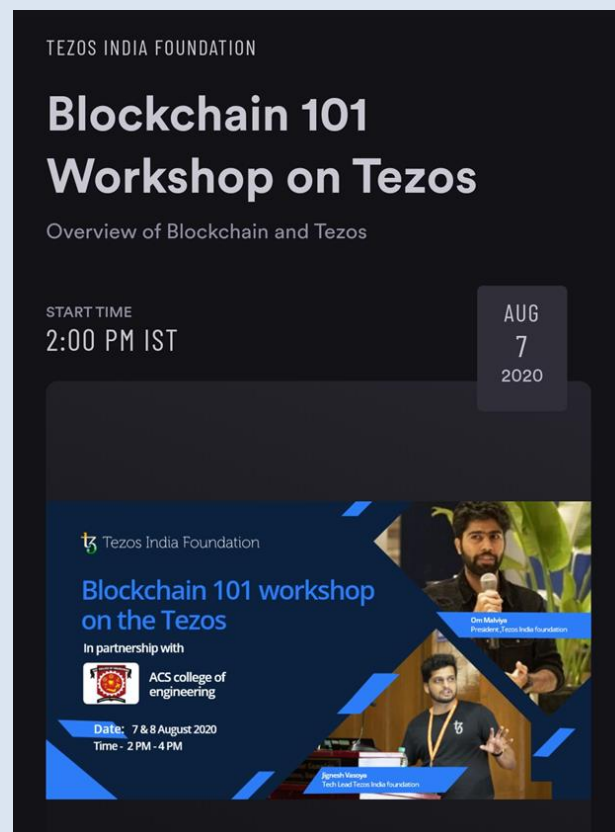 TEZOS INDIA FOUNDATION
Blockchain 101
Workshop on Tezos
Overview of Blockchain and Tezos
START TIME
2:00 PM IST
AUG
7
2020
Tezos India Foundation
Blockchain 101 workshop
on the Tezos
In partnership with
ACS college of
engineering
Date: 7 & 8 August 2020
Time - 2 PM - 4 PM
Om Malviya
President ,Tezos India foundation
Jignesh Vasoya
Tech Lead Tezos India foundation